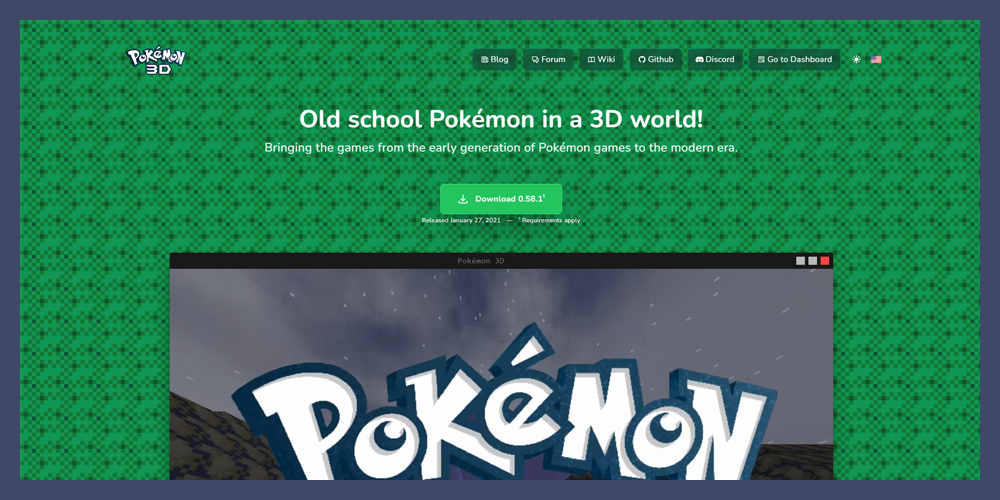 Pokémon
3D
Blog
Forum
Wiki
Github
Discord
Go to Dashboard
Old school Pokémon in a 3D world!
Bringing the games from the early generation of Pokémon games to the modern era.
Download 0.58.1†
Released January 27, 2021 — † Requirements apply
Pokémon 3D
POKéMON